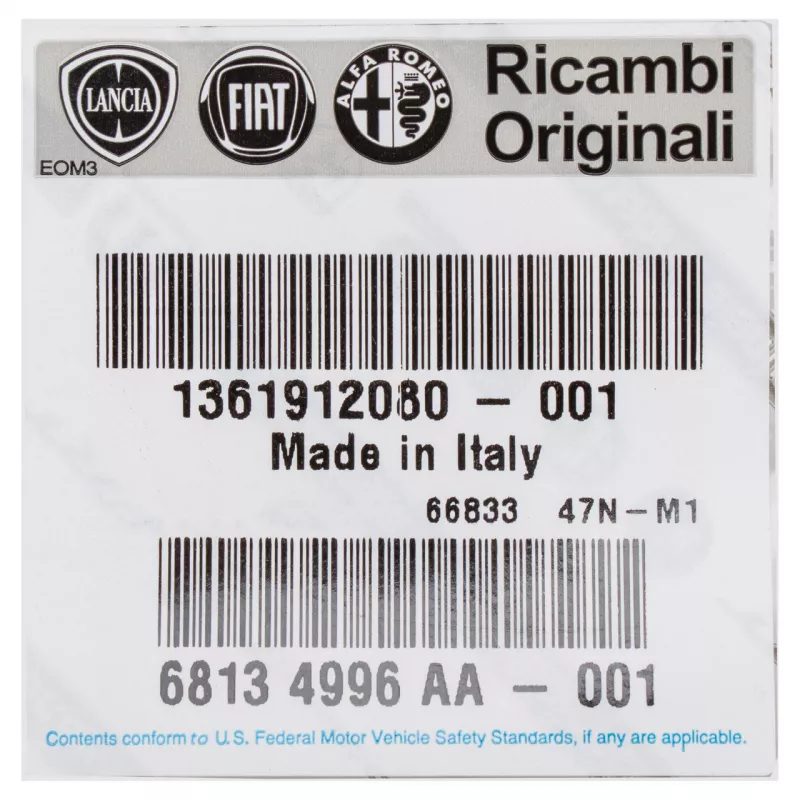 LANCIA FIAT ALFA ROMEO Ricambi
Originali
EOM3
1361912080 - 001
Made in Italy
66833 47N-M1
6813 4996 AA - 001
Contents conform to U.S. Federal Motor Vehicle Safety Standards, if any are applicable.